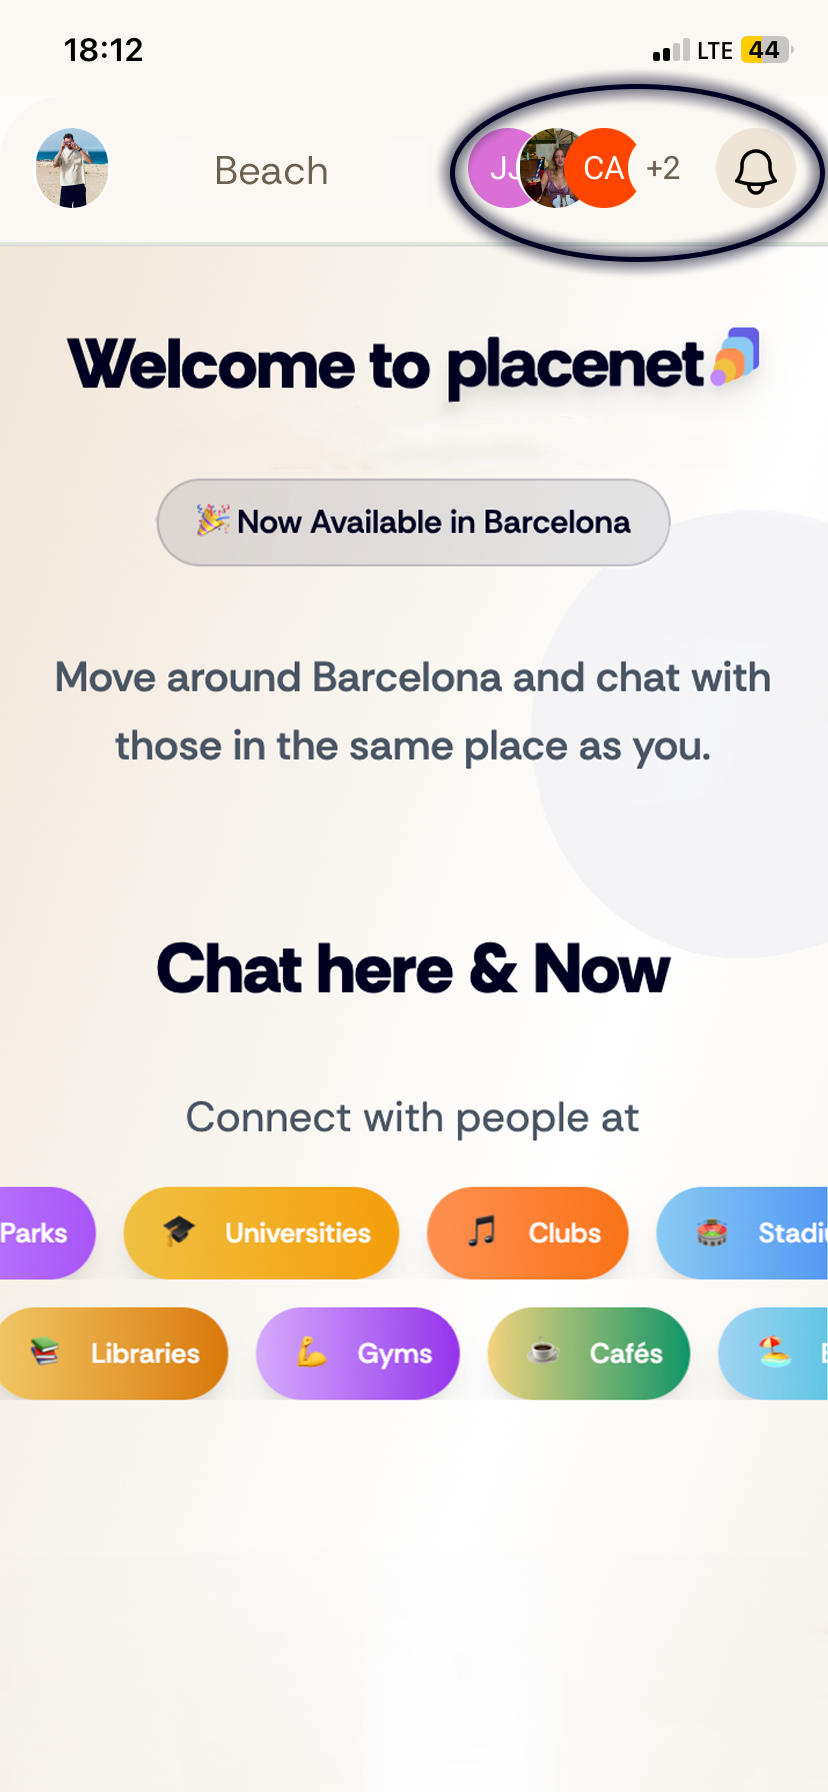 18:12 LTE 44
Beach JJ CA +2
Welcome to placenet
Now Available in Barcelona
Move around Barcelona and chat with
those in the same place as you.
Chat here & Now
Connect with people at
Parks Universities Clubs Stadiu
Libraries Gyms Cafés